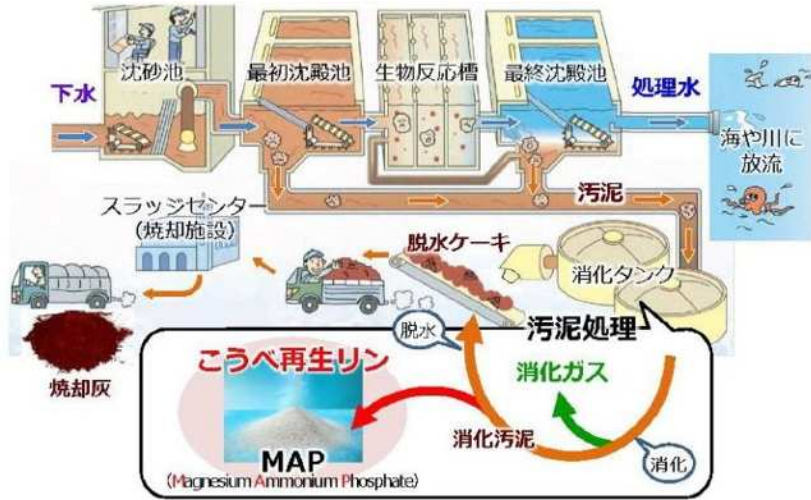 沈砂池
最初沈殿池
生物反応槽
最終沈殿池
下水
処理水
海や川に
放流
汚泥
スラッジセンター
(焼却施設)
脱水ケーキ
消化タンク
焼却灰
脱水
汚泥処理
こうべ再生リン
消化ガス
消化汚泥
消化
MAP
(Magnesium Ammonium Phosphate)